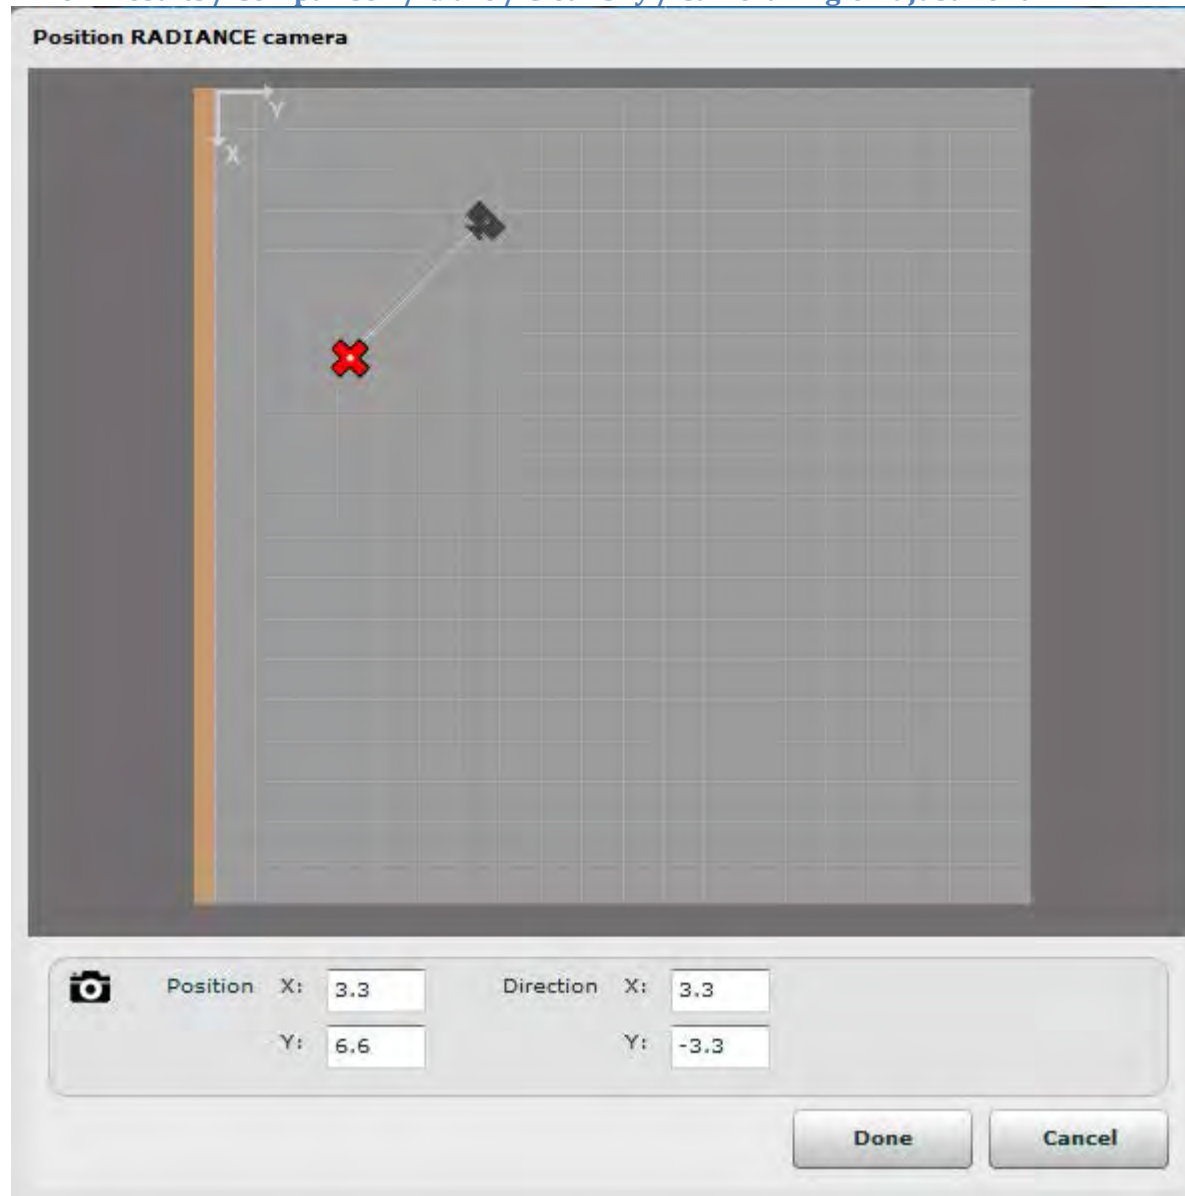 Position RADIANCE camera
Y
X
Position X: 3.3 Direction X: 3.3
Y: 6.6 Y: -3.3
Done Cancel